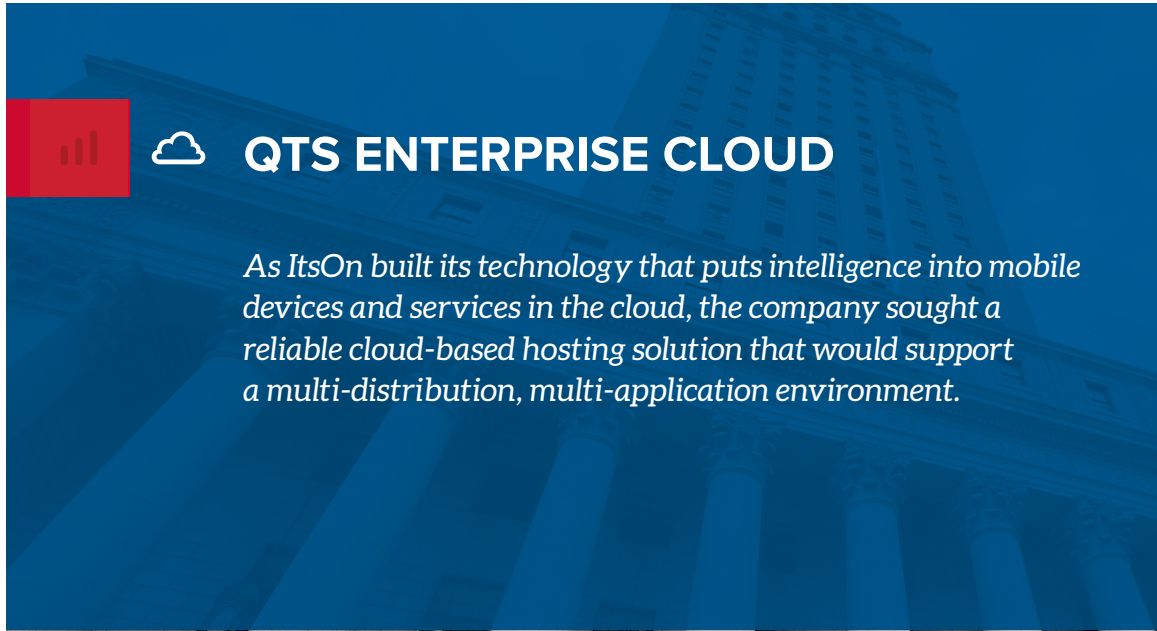 QTS ENTERPRISE CLOUD
As ItsOn built its technology that puts intelligence into mobile
devices and services in the cloud, the company sought a
reliable cloud-based hosting solution that would support
a multi-distribution, multi-application environment.